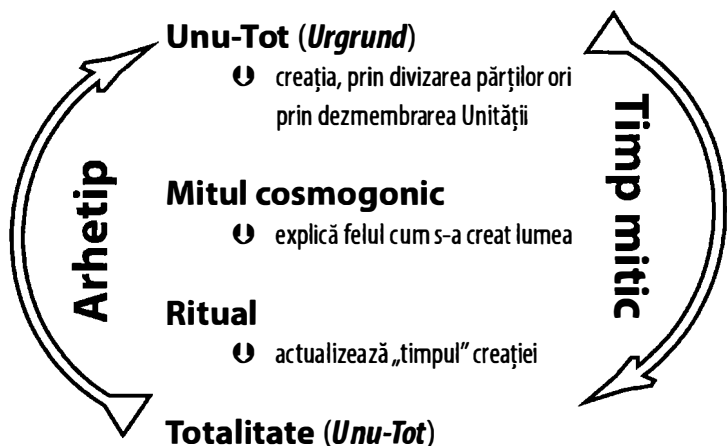 Unu-Tot (Urgrund)
creația, prin divizarea părților ori
prin dezmembrarea Unității
Arhetip
Timp mitic
Mitul cosmogonic
explică felul cum s-a creat lumea
Ritual
actualizează „timpul” creației
Totalitate (Unu-Tot)